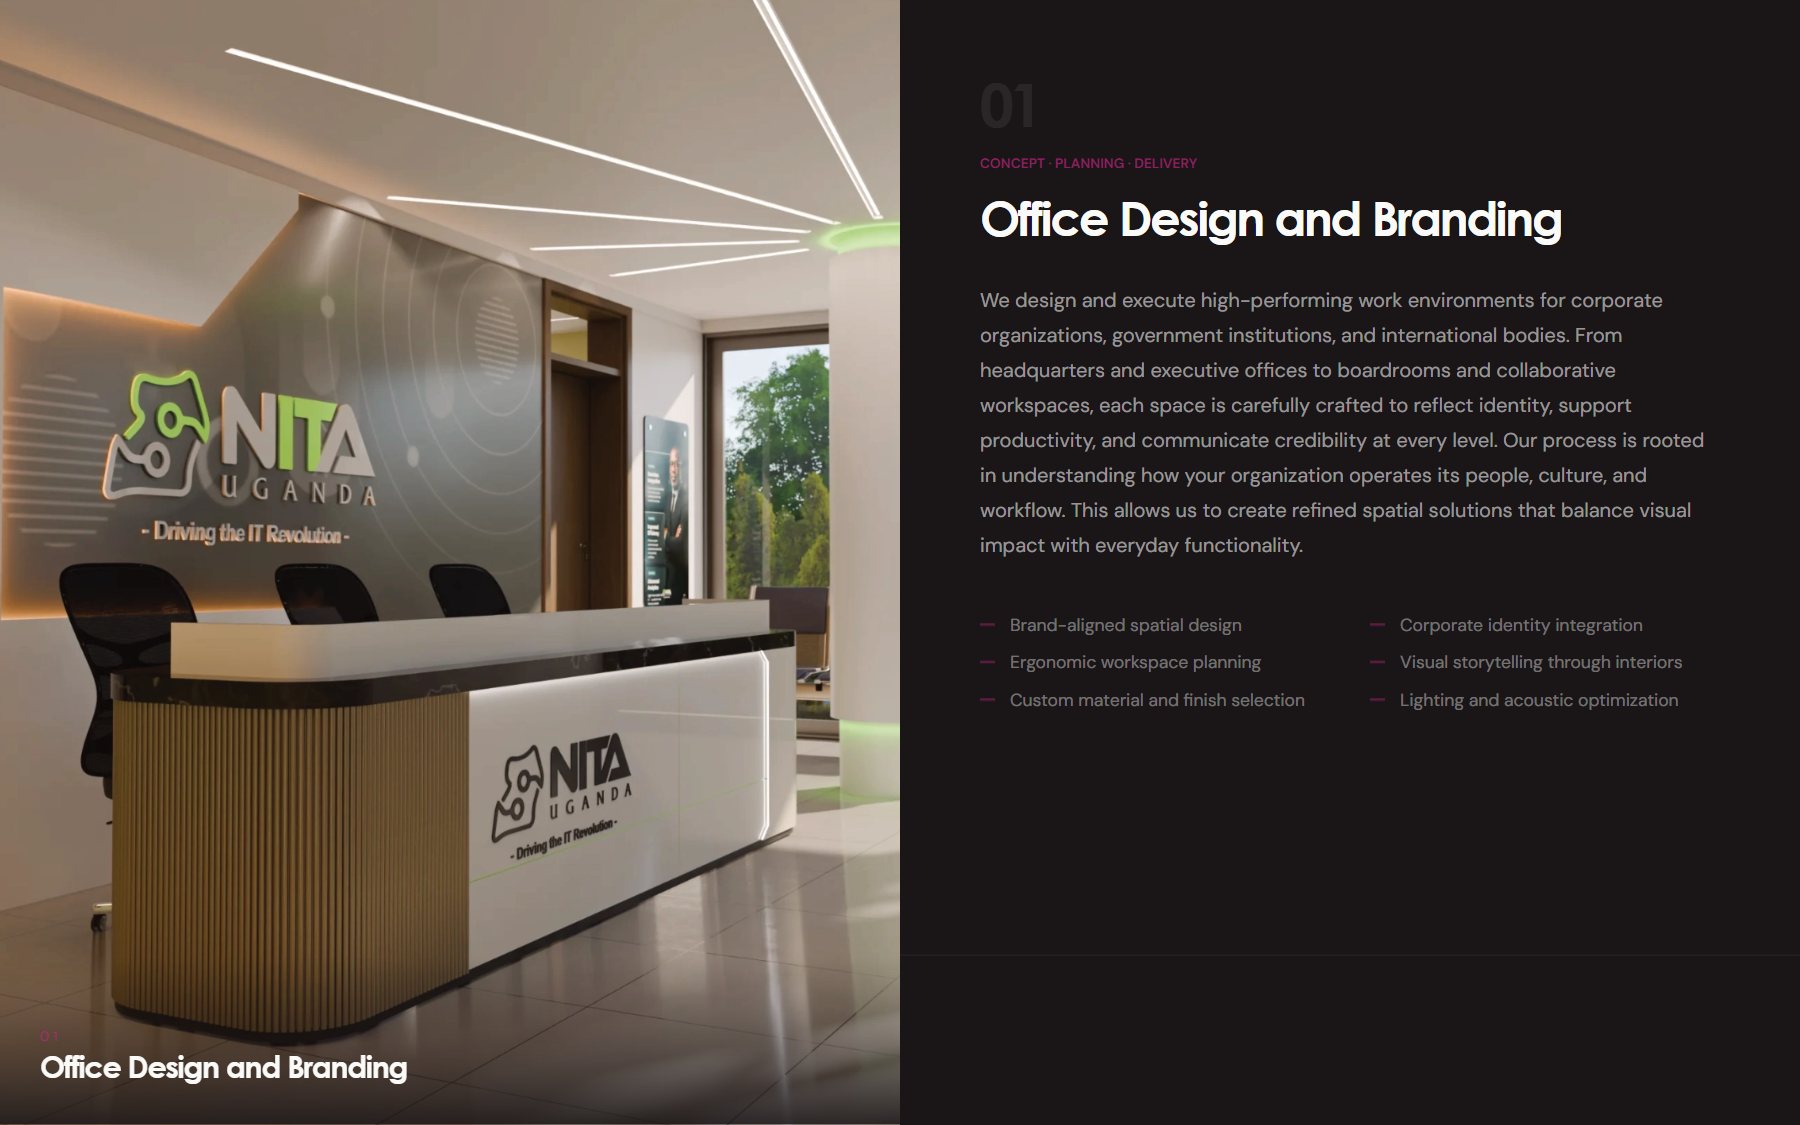 NITA
UGANDA
- Driving the IT Revolution -
NITA
UGANDA
- Driving the IT Revolution -
01
Office Design and Branding
01
CONCEPT · PLANNING · DELIVERY
Office Design and Branding
We design and execute high-performing work environments for corporate
organizations, government institutions, and international bodies. From
headquarters and executive offices to boardrooms and collaborative
workspaces, each space is carefully crafted to reflect identity, support
productivity, and communicate credibility at every level. Our process is rooted
in understanding how your organization operates its people, culture, and
workflow. This allows us to create refined spatial solutions that balance visual
impact with everyday functionality.
Brand-aligned spatial design
Corporate identity integration
Ergonomic workspace planning
Visual storytelling through interiors
Custom material and finish selection
Lighting and acoustic optimization